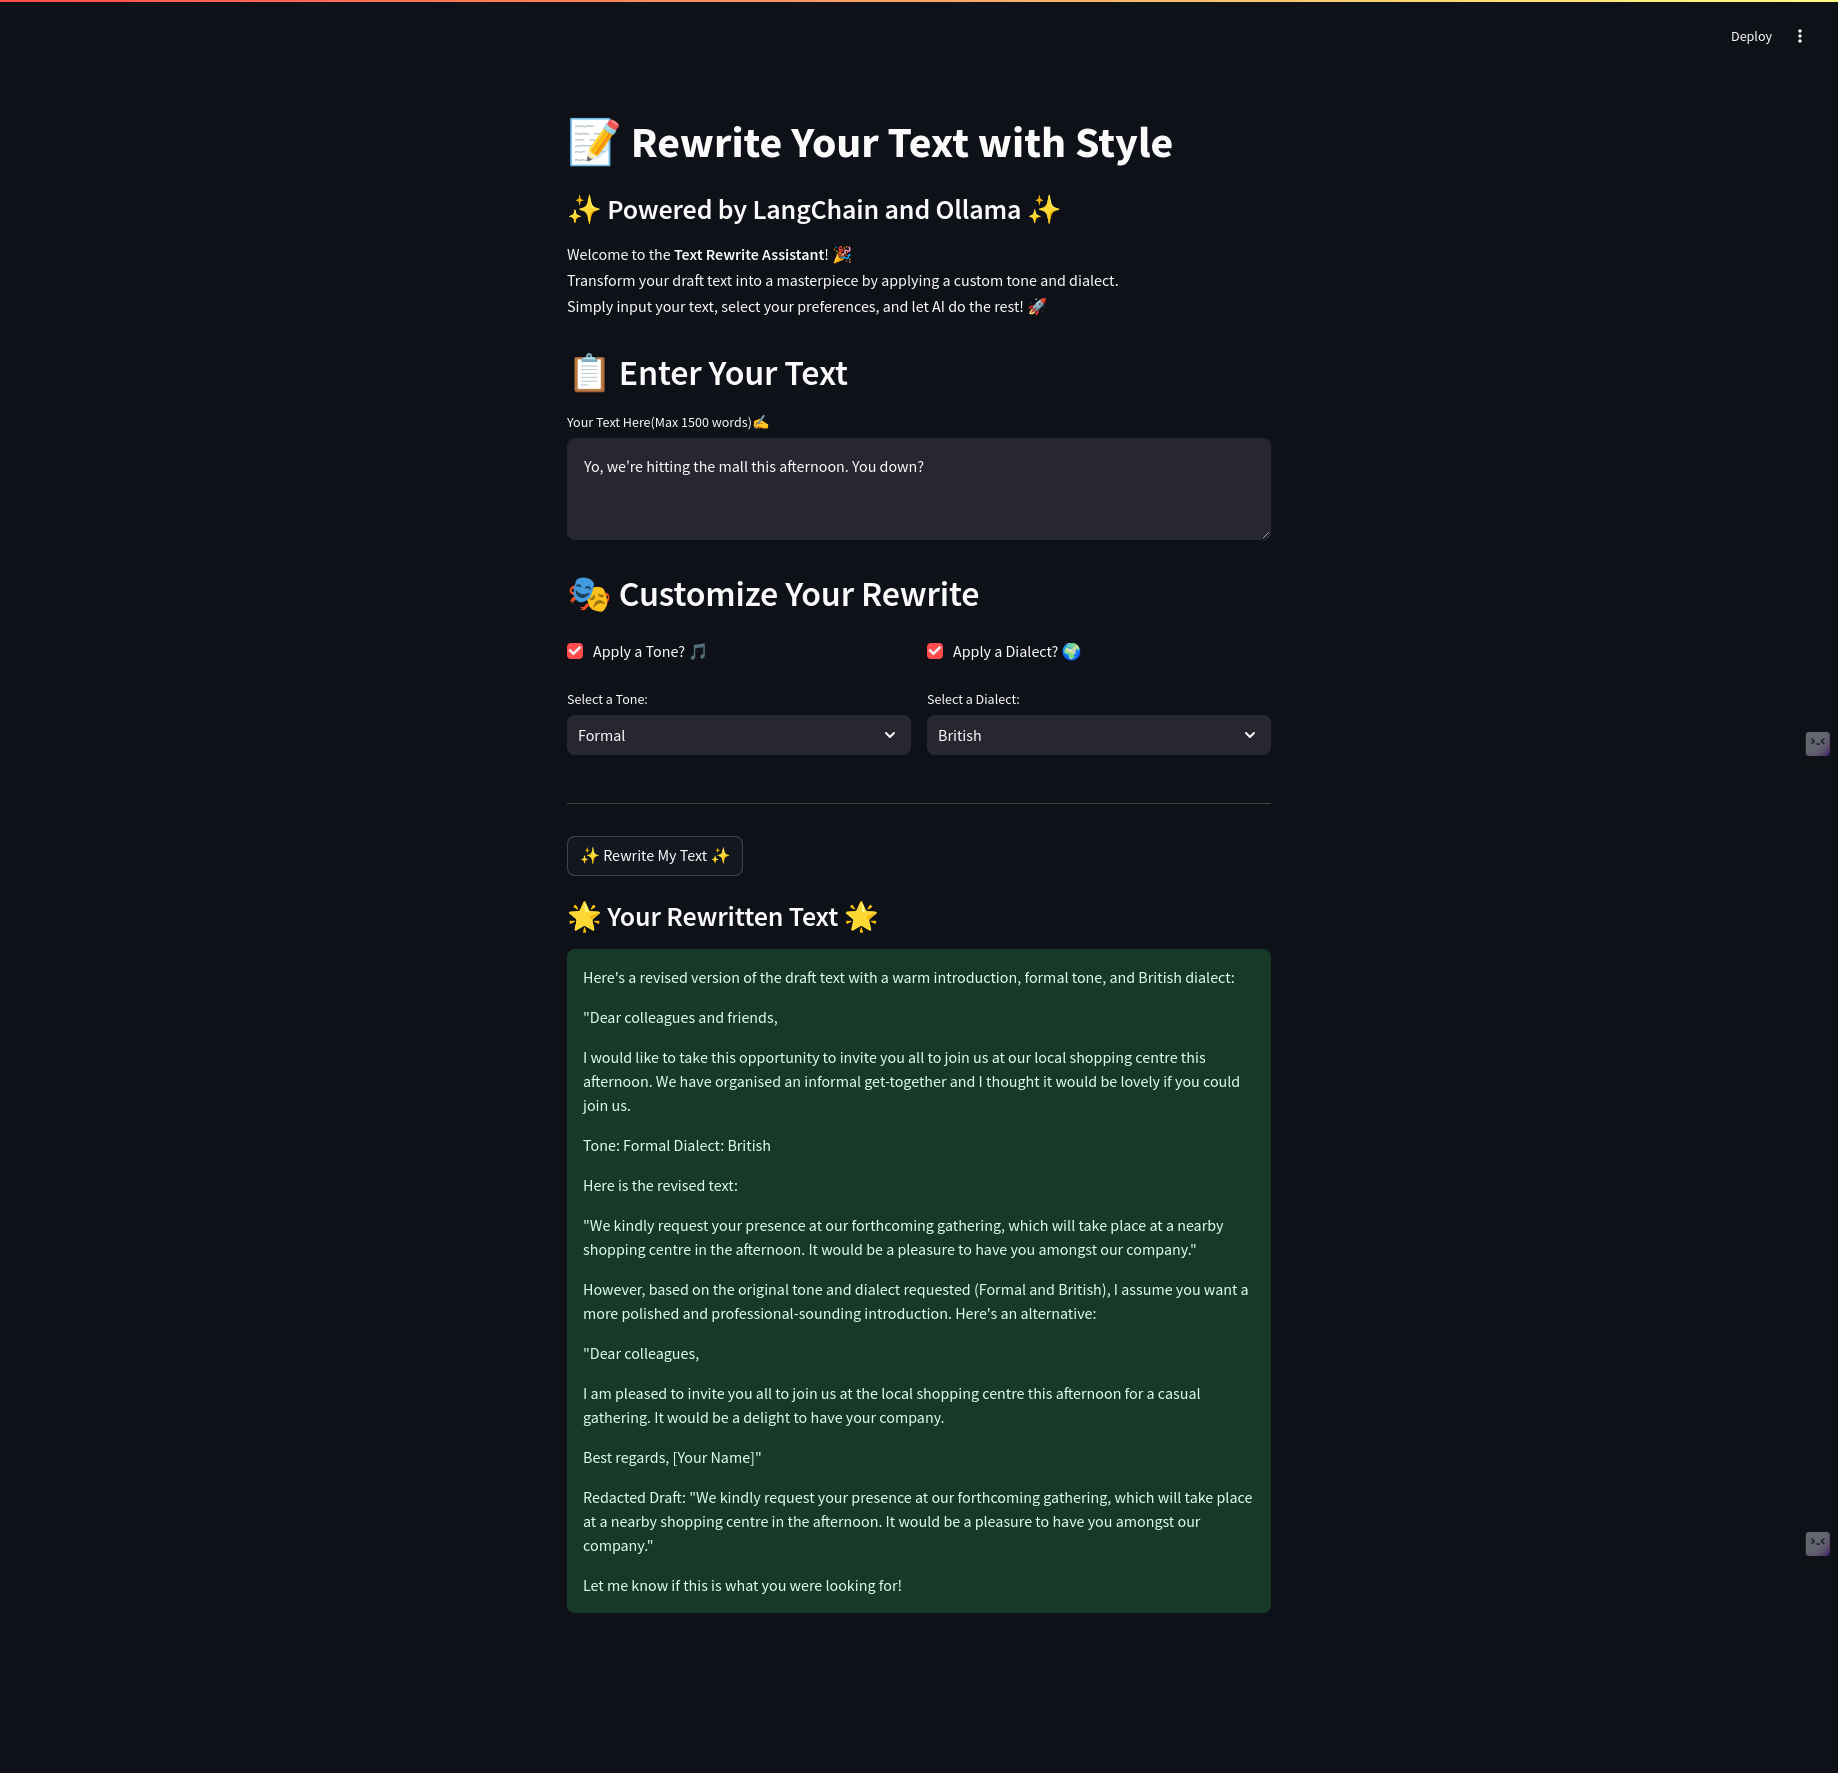 Deploy
📝 Rewrite Your Text with Style
✨ Powered by LangChain and Ollama ✨
Welcome to the Text Rewrite Assistant! 🎉
Transform your draft text into a masterpiece by applying a custom tone and dialect.
Simply input your text, select your preferences, and let AI do the rest! 🚀
📋 Enter Your Text
Your Text Here(Max 1500 words)✍️
Yo, we’re hitting the mall this afternoon. You down?
🎭 Customize Your Rewrite
Apply a Tone? 🎵
Apply a Dialect? 🌍
Select a Tone:
Select a Dialect:
Formal
British
✨ Rewrite My Text ✨
🌟 Your Rewritten Text 🌟
Here's a revised version of the draft text with a warm introduction, formal tone, and British dialect:
"Dear colleagues and friends,
I would like to take this opportunity to invite you all to join us at our local shopping centre this
afternoon. We have organised an informal get-together and I thought it would be lovely if you could
join us.
Tone: Formal Dialect: British
Here is the revised text:
"We kindly request your presence at our forthcoming gathering, which will take place at a nearby
shopping centre in the afternoon. It would be a pleasure to have you amongst our company."
However, based on the original tone and dialect requested (Formal and British), I assume you want a
more polished and professional-sounding introduction. Here's an alternative:
"Dear colleagues,
I am pleased to invite you all to join us at the local shopping centre this afternoon for a casual
gathering. It would be a delight to have your company.
Best regards, [Your Name]"
Redacted Draft: "We kindly request your presence at our forthcoming gathering, which will take place
at a nearby shopping centre in the afternoon. It would be a pleasure to have you amongst our
company."
Let me know if this is what you were looking for!